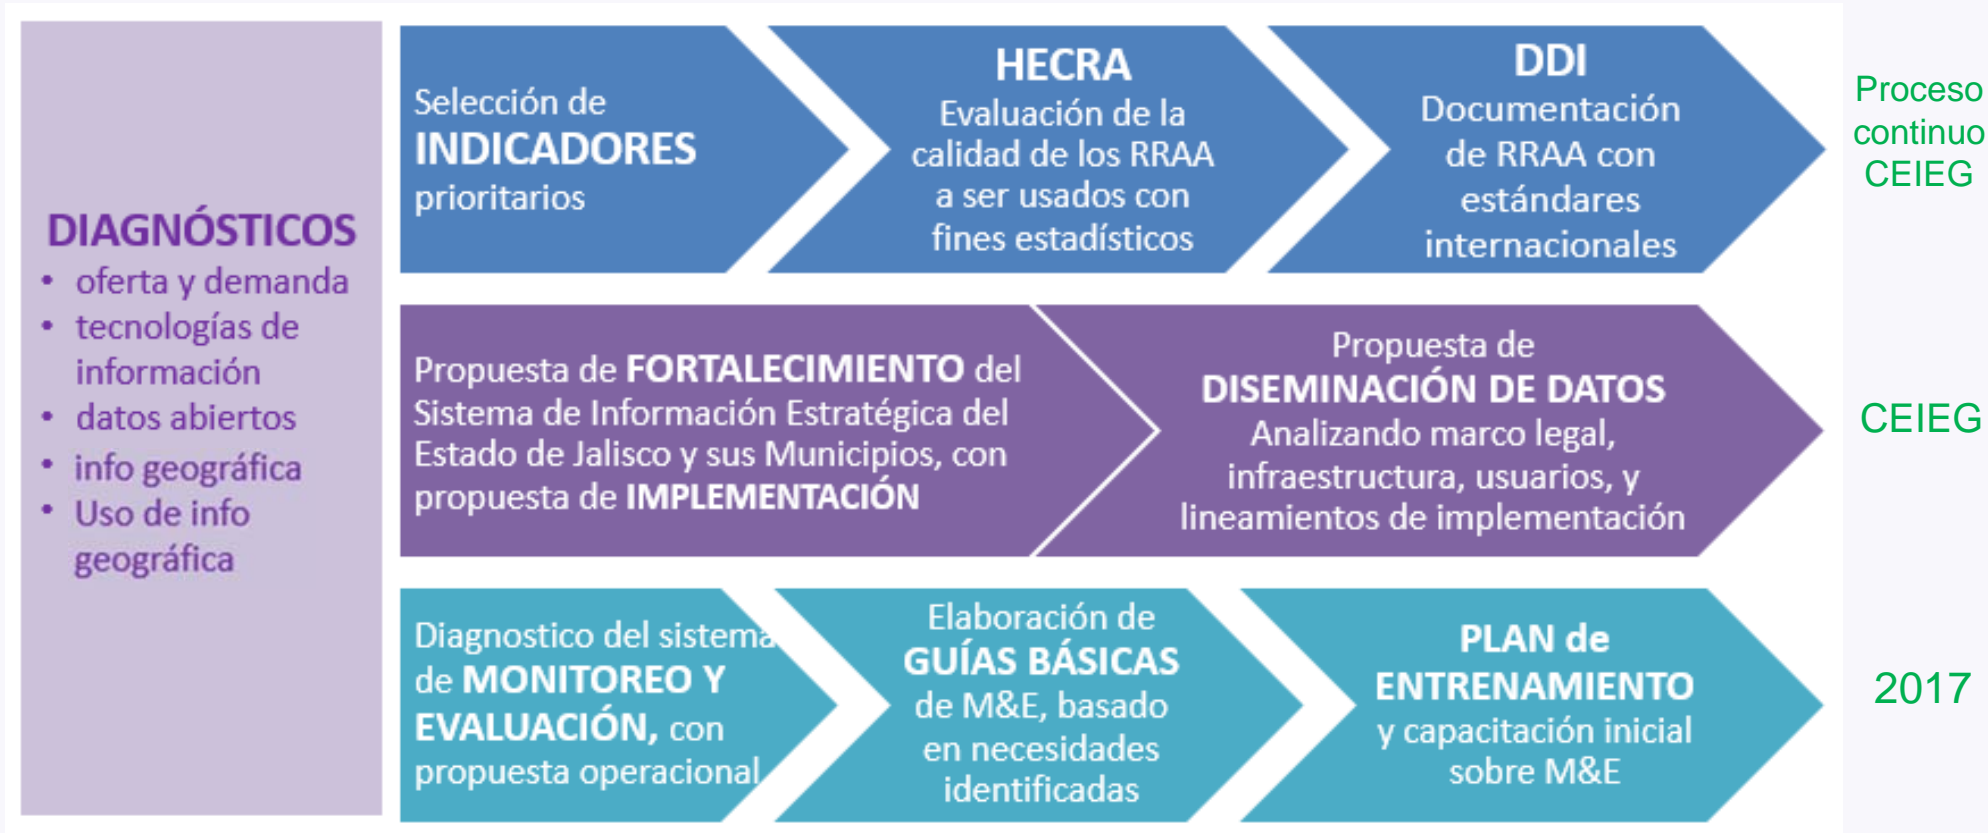 DIAGNÓSTICOS
• oferta y demanda
• tecnologías de
información
• datos abiertos
• info geográfica
• Uso de info
geográfica
Selección de
INDICADORES
prioritarios
HECRA
Evaluación de la
calidad de los RRAA
a ser usados con
fines estadísticos
DDI
Documentación
de RRAA con
estándares
internacionales
Proceso
continuo
CEIEG
Propuesta de FORTALECIMIENTO del
Sistema de Información Estratégica del
Estado de Jalisco y sus Municipios, con
propuesta de IMPLEMENTACIÓN
Propuesta de
DISEMINACIÓN DE DATOS
Analizando marco legal,
infraestructura, usuarios, y
lineamientos de implementación
CEIEG
Diagnostico del sistema
de MONITOREO Y
EVALUACIÓN, con
propuesta operacional
Elaboración de
GUÍAS BÁSICAS
de M&E, basado
en necesidades
identificadas
PLAN de
ENTRENAMIENTO
y capacitación inicial
sobre M&E
2017